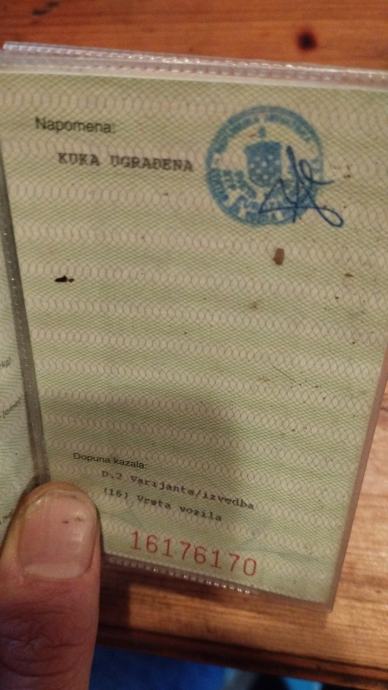 Napomena:
KUKA UGRAĐENA
Dopuna kazala:
D.2 Varijanta/izvedba
(16) Vrsta vozila
16176170